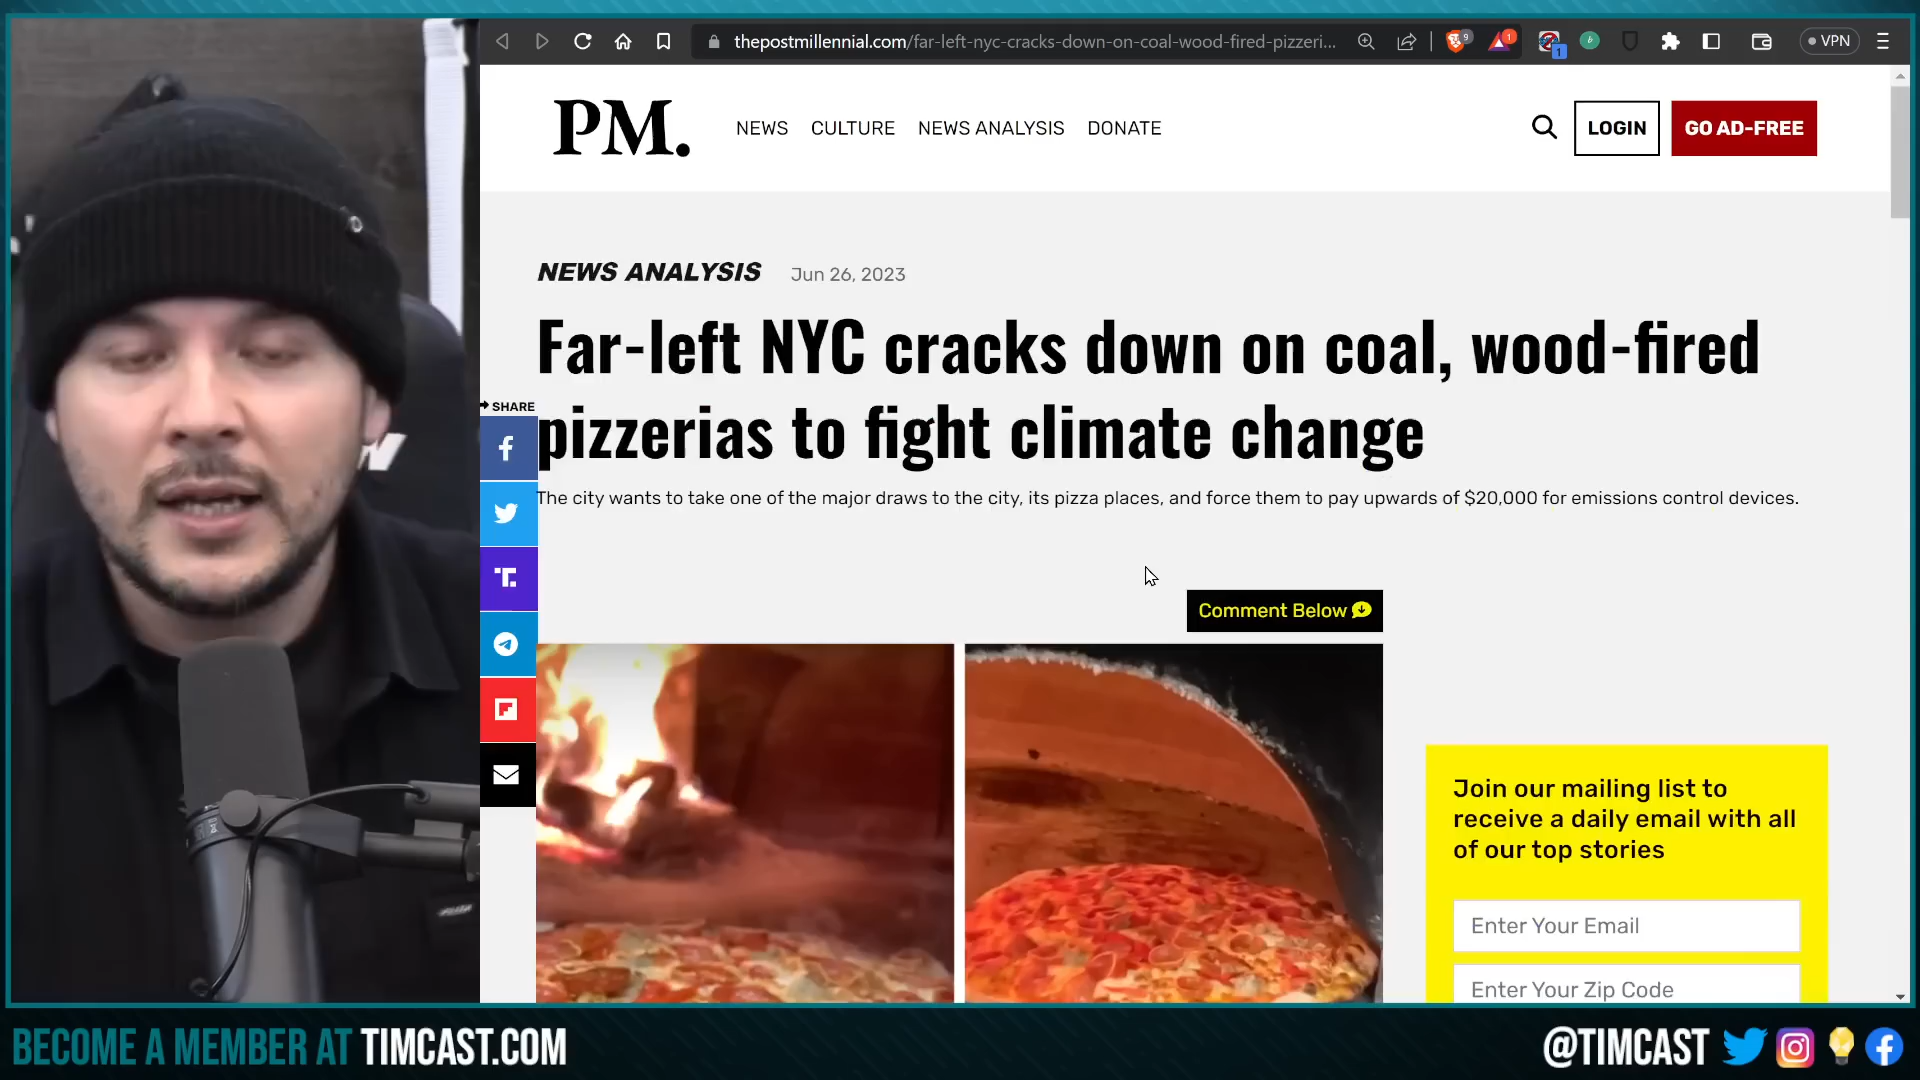 thepostmillennial.com/far-left-nyc-cracks-down-on-coal-wood-fired-pizzeri...
9
1
1
b
VPN
PM.
NEWS
CULTURE
NEWS ANALYSIS
DONATE
LOGIN
GO AD-FREE
NEWS ANALYSIS
Jun 26, 2023
Far-left NYC cracks down on coal, wood-fired
pizzerias to fight climate change
SHARE
The city wants to take one of the major draws to the city, its pizza places, and force them to pay upwards of $20,000 for emissions control devices.
Comment Below
Join our mailing list to
receive a daily email with all
of our top stories
Enter Your Email
Enter Your Zip Code
BECOME A MEMBER AT TIMCAST.COM
@TIMCAST